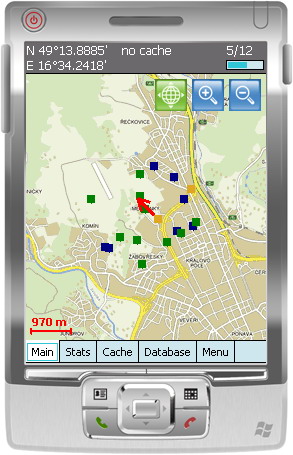 N 49°13.8885' no cache 5/12
E 16°34.2418'
ŘEČKOVICE
MEDLÁNKY
KOMÍN
ŽABOVŘESKY
KRÁLOVO
POLE
PONAVA
970 m
Main Stats Cache Database Menu